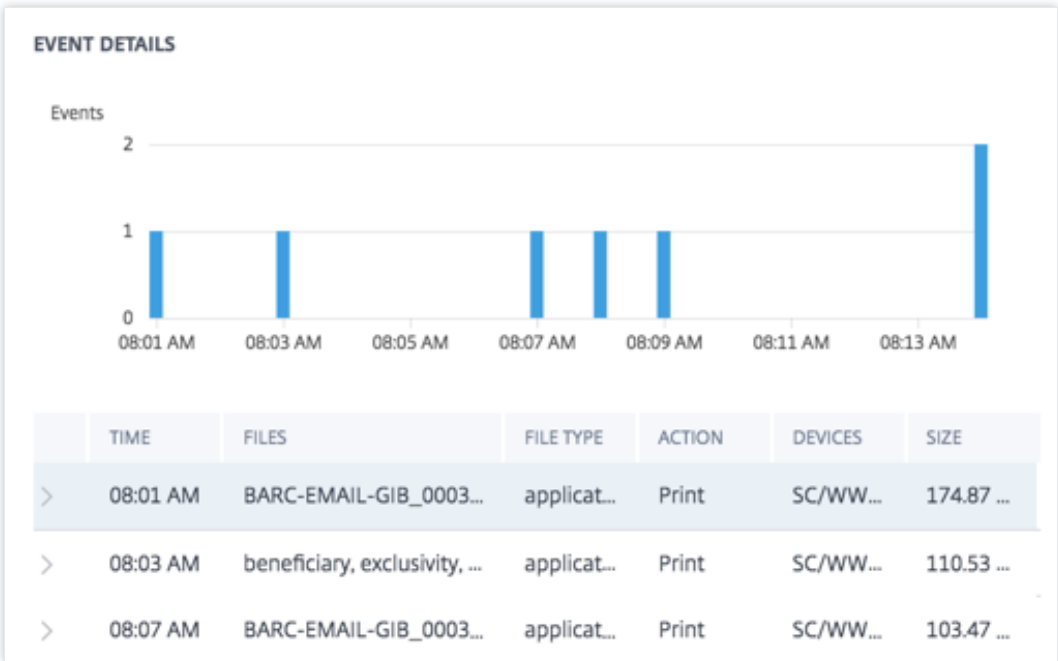 EVENT DETAILS
Events
2
1
0
08:01 AM 08:03 AM 08:05 AM 08:07 AM 08:09 AM 08:11 AM 08:13 AM
TIME FILES FILE TYPE ACTION DEVICES SIZE
08:01 AM BARC-EMAIL-GIB_0003... applicat... Print SC/WW... 174.87 ...
08:03 AM beneficiary, exclusivity, ... applicat... Print SC/WW... 110.53 ...
08:07 AM BARC-EMAIL-GIB_0003... applicat... Print SC/WW... 103.47 ...